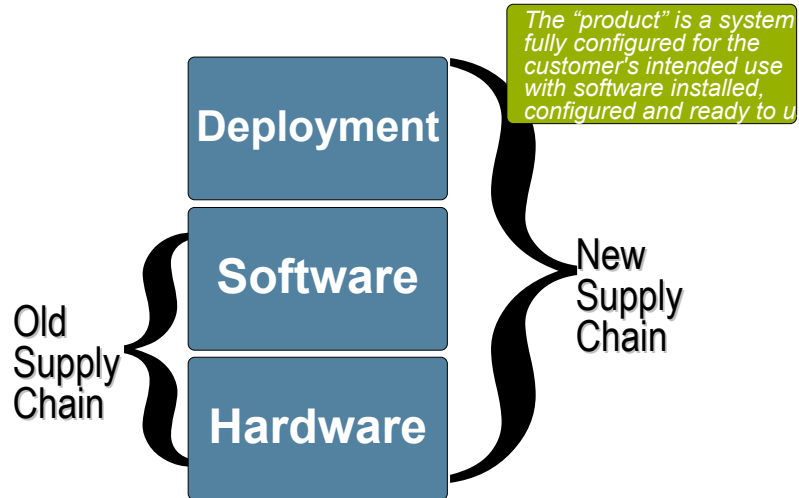 The “product” is a system
fully configured for the
customer's intended use
with software installed,
configured and ready to
Deployment
Software
Hardware
Old
Supply
Chain
New
Supply
Chain